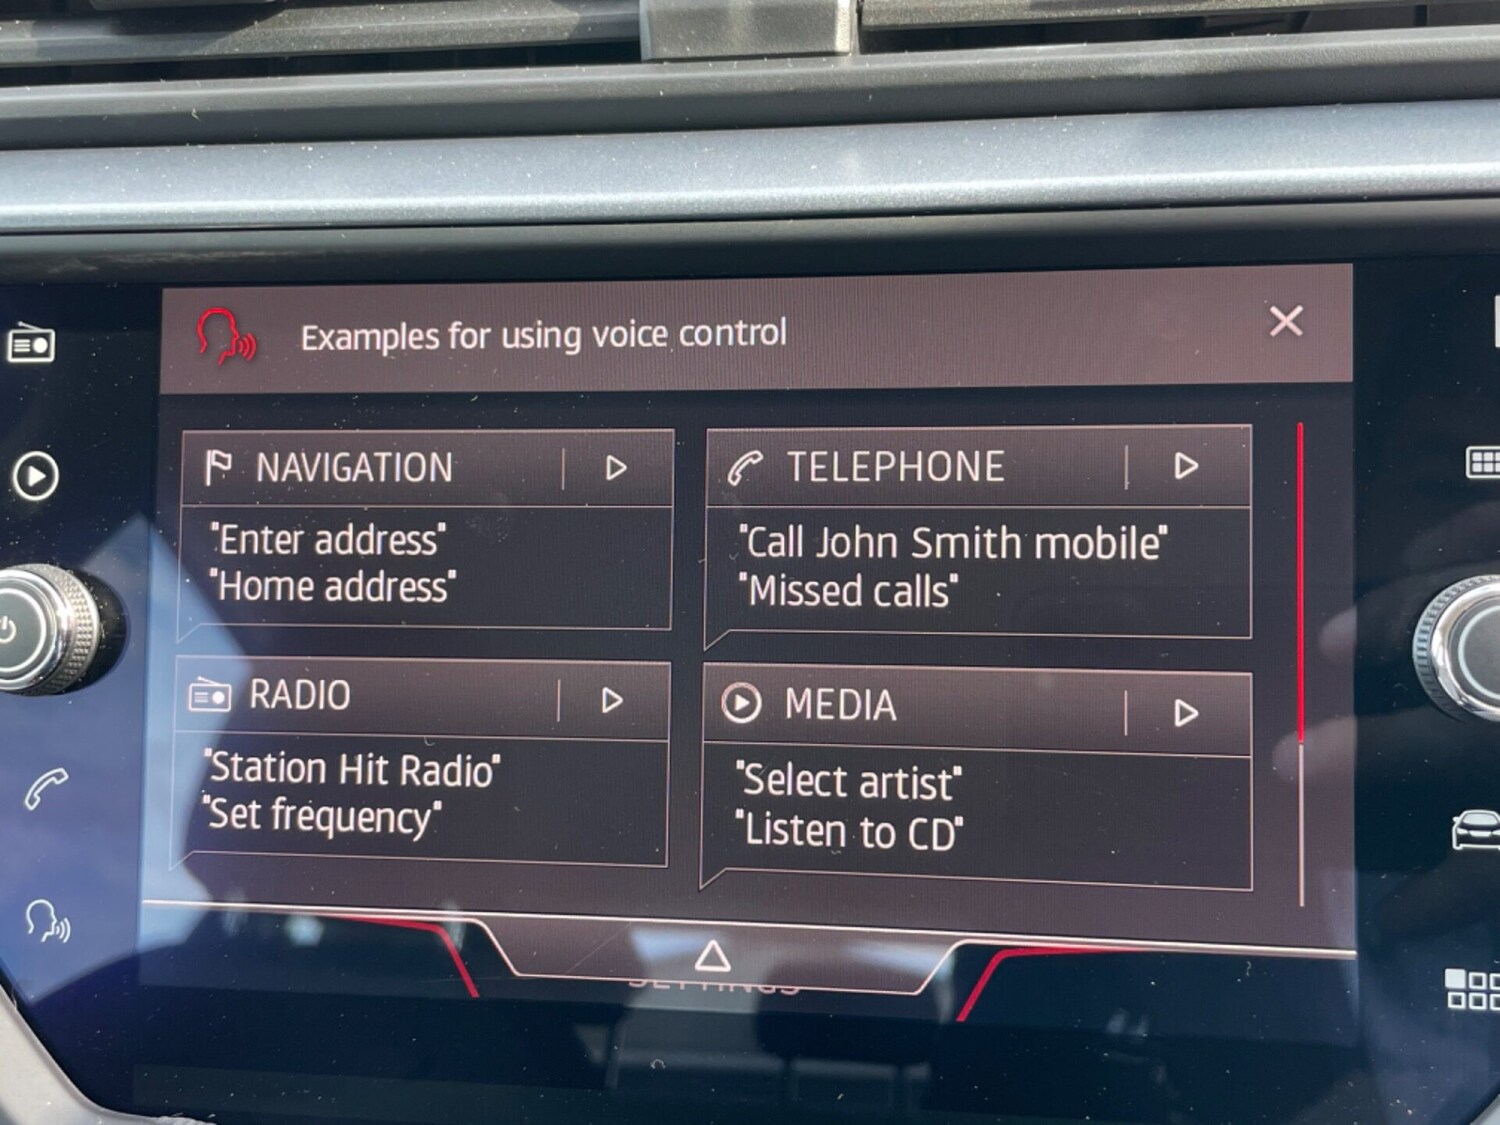 Examples for using voice control
NAVIGATION
"Enter address"
"Home address"
TELEPHONE
"Call John Smith mobile"
"Missed calls"
RADIO
"Station Hit Radio"
"Set frequency"
MEDIA
"Select artist"
"Listen to CD"
SETTINGS